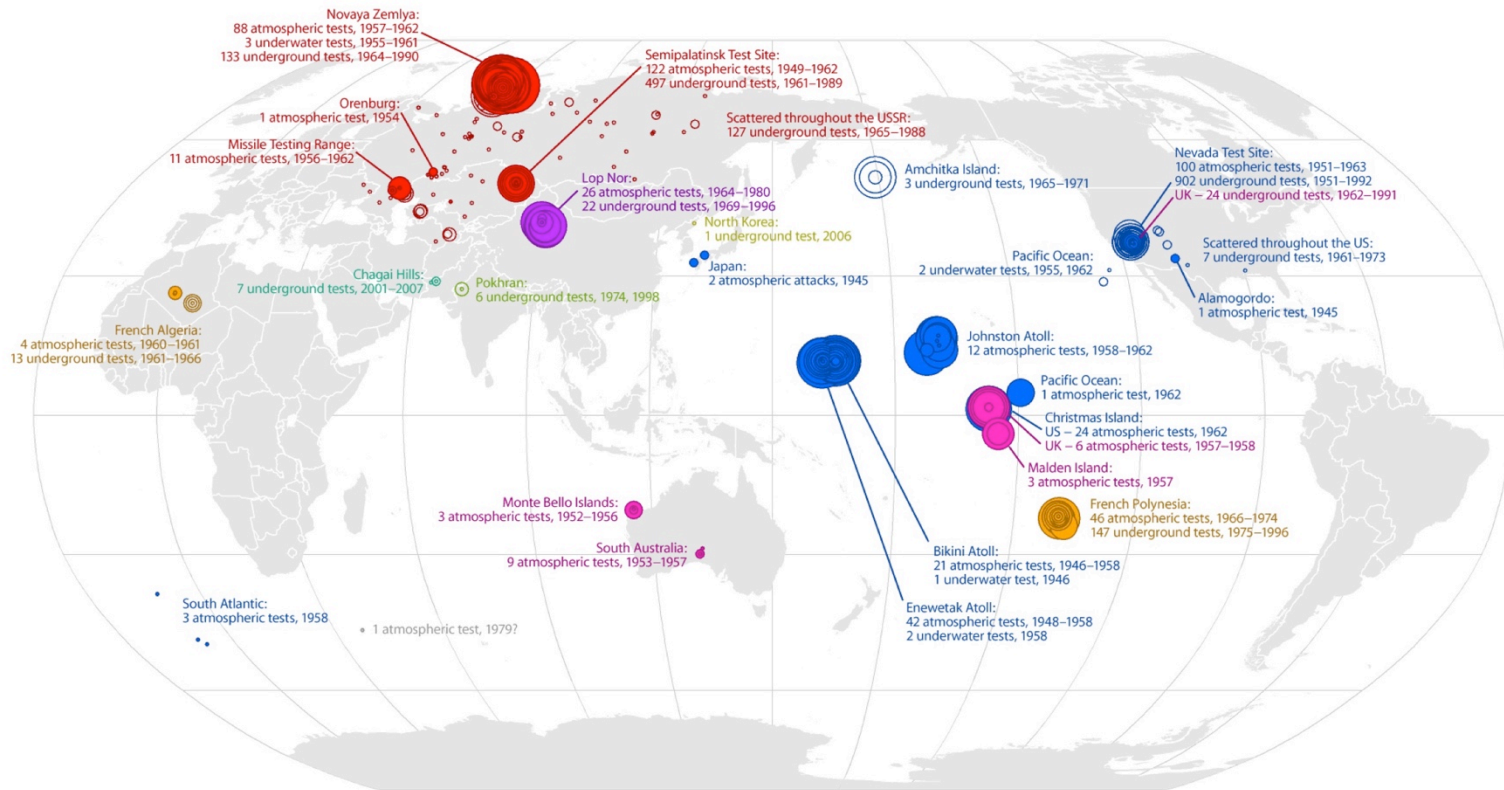 Novaya Zemlya:
88 atmospheric tests, 1957–1962
3 underwater tests, 1955–1961
133 underground tests, 1964–1990
Semipalatinsk Test Site:
122 atmospheric tests, 1949–1962
497 underground tests, 1961–1989
Orenburg:
1 atmospheric test, 1954
Scattered throughout the USSR:
127 underground tests, 1965–1988
Missile Testing Range:
11 atmospheric tests, 1956–1962
Lop Nor:
26 atmospheric tests, 1964–1980
22 underground tests, 1969–1996
Amchitka Island:
3 underground tests, 1965–1971
Nevada Test Site:
100 atmospheric tests, 1951–1963
902 underground tests, 1951–1992
UK – 24 underground tests, 1962–1991
North Korea:
1 underground test, 2006
Japan:
2 atmospheric attacks, 1945
Pacific Ocean:
2 underwater tests, 1955, 1962
Scattered throughout the US:
7 underground tests, 1961–1973
Alamogordo:
1 atmospheric test, 1945
Chagai Hills:
7 underground tests, 2001–2007
Pokhran:
6 underground tests, 1974, 1998
French Algeria:
4 atmospheric tests, 1960–1961
13 underground tests, 1961–1966
Johnston Atoll:
12 atmospheric tests, 1958–1962
Pacific Ocean:
1 atmospheric test, 1962
Christmas Island:
US – 24 atmospheric tests, 1962
UK – 6 atmospheric tests, 1957–1958
Malden Island:
3 atmospheric tests, 1957
Monte Bello Islands:
3 atmospheric tests, 1952–1956
French Polynesia:
46 atmospheric tests, 1966–1974
147 underground tests, 1975–1996
South Australia:
9 atmospheric tests, 1953–1957
Bikini Atoll:
21 atmospheric tests, 1946–1958
1 underwater test, 1946
Enewetak Atoll:
42 atmospheric tests, 1948–1958
2 underwater tests, 1958
South Atlantic:
3 atmospheric tests, 1958
1 atmospheric test, 1979?